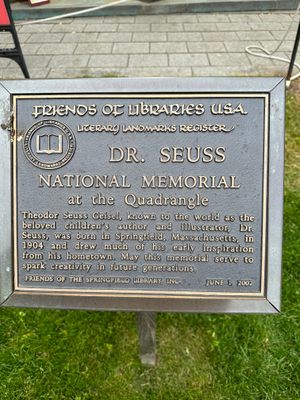 FRIENDS OF LIBRARIES U.S.A.
LITERARY LANDMARKS REGISTER
DR. SEUSS
NATIONAL MEMORIAL
at the Quadrangle
Theodor Seuss Geisel, known to the world as the
beloved children's author and illustrator, Dr.
Seuss, was born in Springfield, Massachusetts, in
1904 and drew much of his early inspiration
from his hometown. May this memorial serve to
spark creativity in future generations.
FRIENDS OF THE SPRINGFIELD LIBRARY INC. JUNE 1, 2002